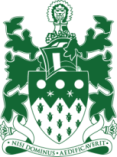 NISI DOMINUS · AEDIFICAVERIT